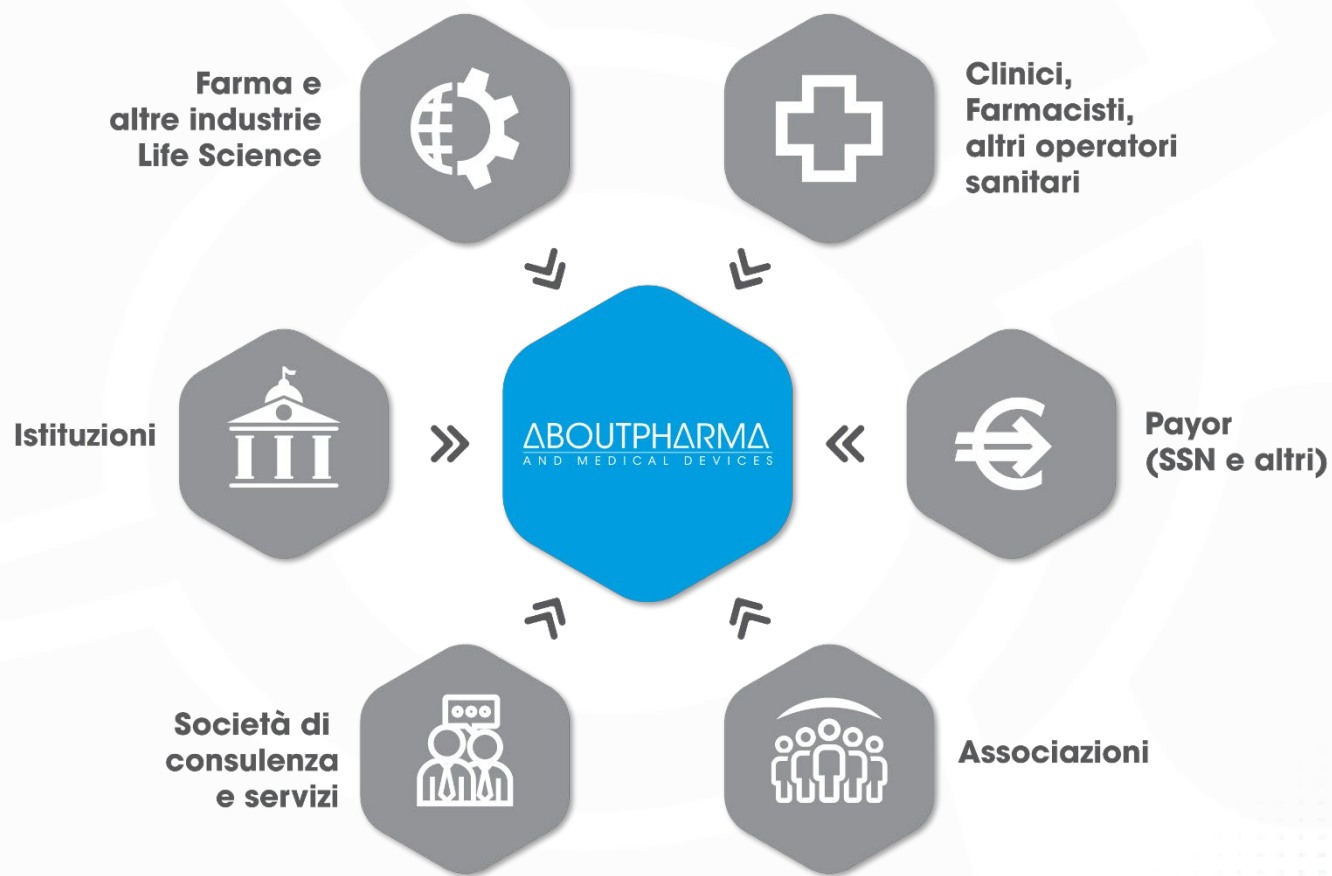 Farma e
altre industrie
Life Science
Clinici,
Farmacisti,
altri operatori
sanitari
Istituzioni
ABOUTPHARMA
AND MEDICAL DEVICES
Payor
(SSN e altri)
Società di
consulenza
e servizi
Associazioni